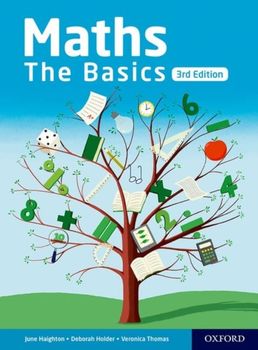 Maths
The Basics 3rd Edition
June Haighton • Deborah Holder • Veronica Thomas
OXFORD